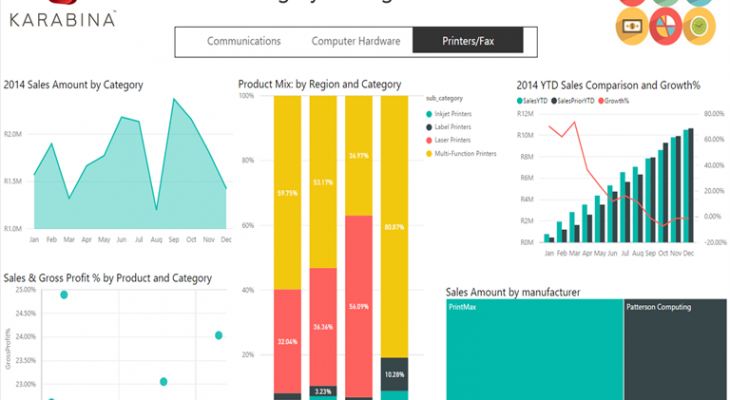 KARABINA™
Communications
Computer Hardware
Printers/Fax
2014 Sales Amount by Category
R2.0M
R1.5M
R1.0M
Jan Feb Mar Apr May Jun Jul Aug Sep Oct Nov Dec
Product Mix: by Region and Category
100%
80%
60%
40%
20%
59.75%
53.17%
36.97%
80.87%
32.04%
36.36%
56.09%
3.23%
10.28%
sub_category
Inkjet Printers
Label Printers
Laser Printers
Multi-Function Printers
2014 YTD Sales Comparison and Growth%
SalesYTD SalesPriorYTD Growth%
R12M
R10M
R8M
R6M
R4M
R2M
R0M
80.00%
60.00%
40.00%
20.00%
0.00%
-20.00%
Jan Feb Mar Apr May Jun Jul Aug Sep Oct Nov Dec
Sales & Gross Profit % by Product and Category
GrossProfit%
25.00%
24.50%
24.00%
23.50%
23.00%
Sales Amount by manufacturer
PrintMax
Patterson Computing